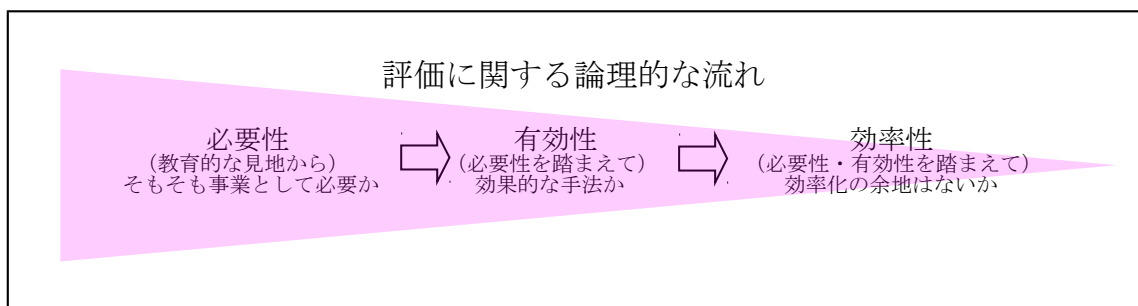 評価に関する論理的な流れ
必要性
(教育的な見地から)
そもそも事業として必要か
有効性
(必要性を踏まえて)
効果的な手法か
効率性
(必要性・有効性を踏まえて)
効率化の余地はないか